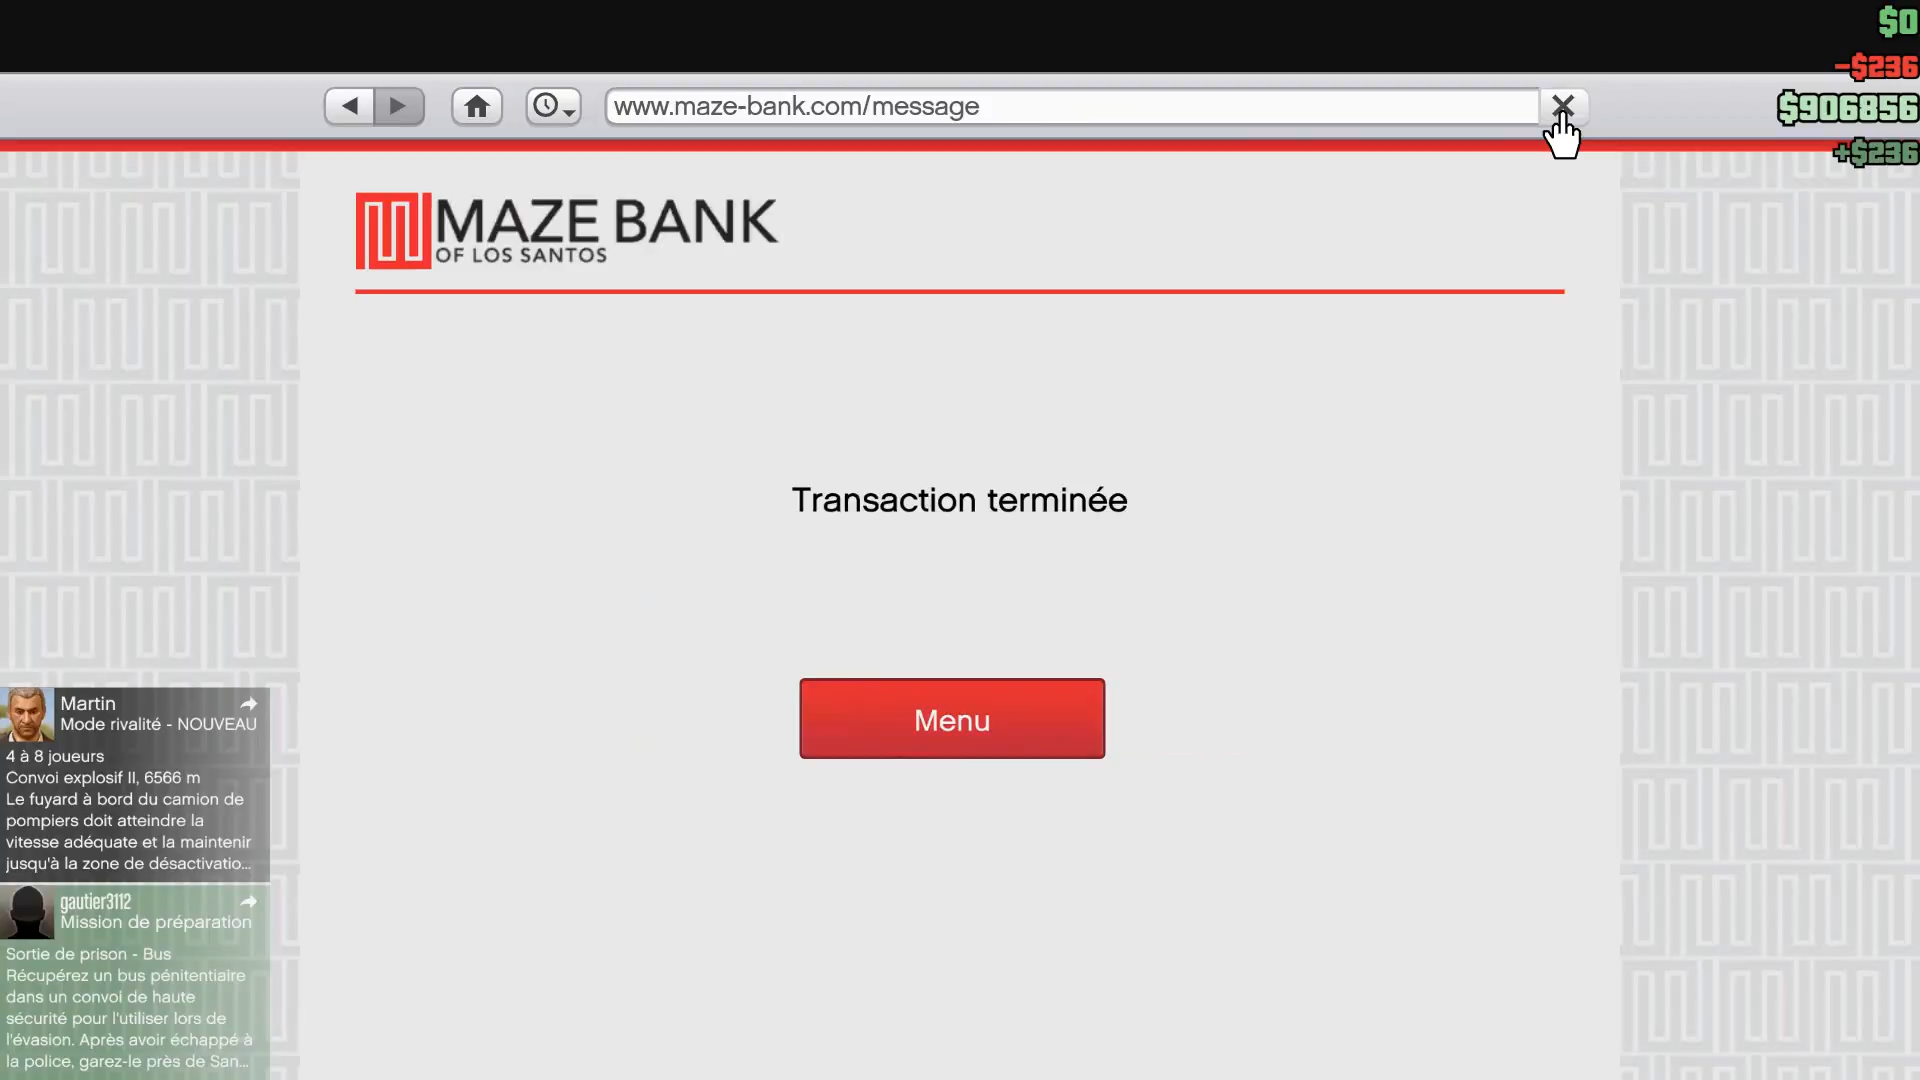 $0
-$236
www.maze-bank.com/message
$906856
+$236
MAZE BANK
OF LOS SANTOS
Transaction terminée
Menu
Martin
Mode rivalité - NOUVEAU
4 à 8 joueurs
Convoi explosif II, 6566 m
Le fuyard à bord du camion de
pompiers doit atteindre la
vitesse adéquate et la maintenir
jusqu'à la zone de désactivatio...
gautier3112
Mission de préparation
Sortie de prison - Bus
Récupérez un bus pénitentiaire
dans un convoi de haute
sécurité pour l'utiliser lors de
l'évasion. Après avoir échappé à
la police, garez-le près de San...